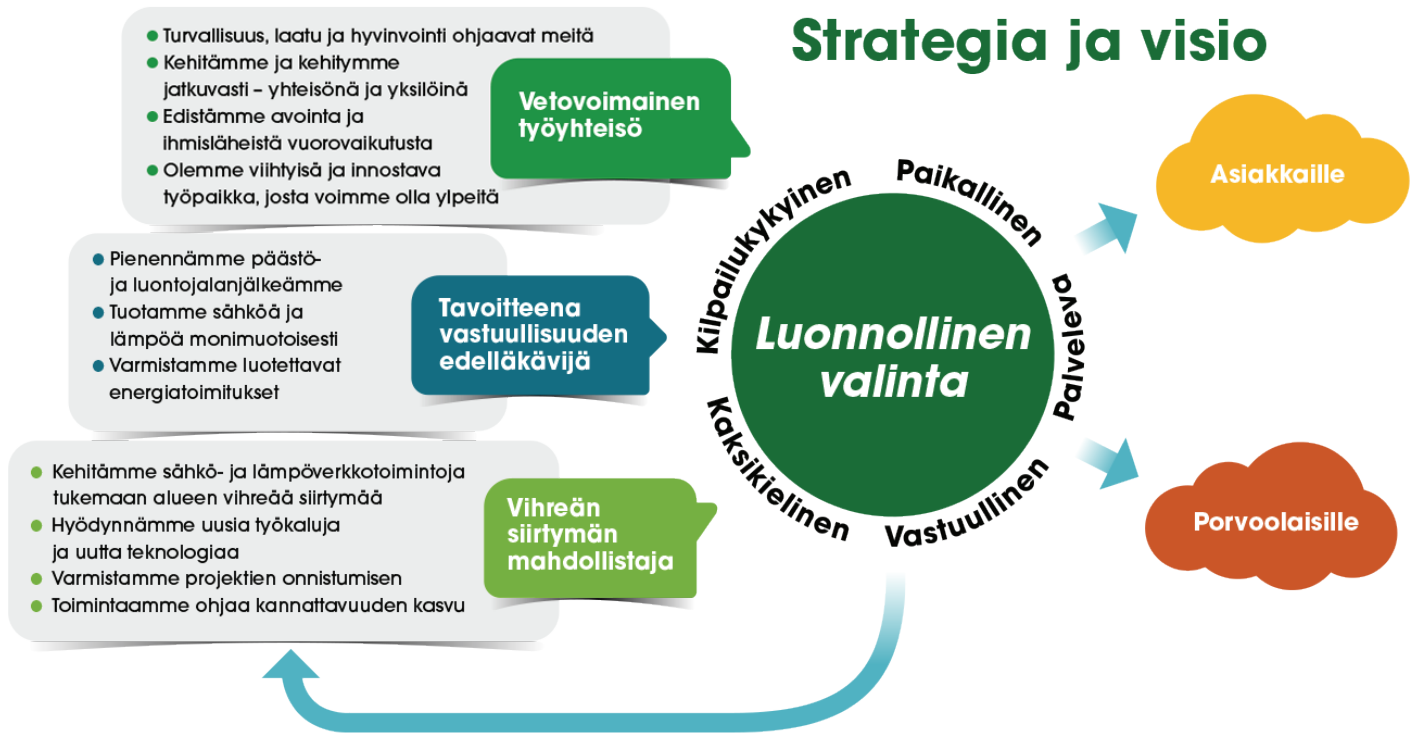 Strategia ja visio
Turvallisuus, laatu ja hyvinvointi ohjaavat meitä
Kehitämme ja kehitymme
jatkuvasti – yhteisönä ja yksilöinä
Edistämme avointa ja
ihmisläheistä vuorovaikutusta
Olemme viihtyisä ja innostava
työpaikka, josta voimme olla ylpeitä
Vetovoimainen
työyhteisö
Pienennämme päästö-
ja luontojalanjälkeämme
Tuotamme sähköä ja
lämpöä monimuotoisesti
Varmistamme luotettavat
energiatoimitukset
Tavoitteena
vastuullisuuden
edelläkävijä
Kehitämme sähkö- ja lämpöverkkotoimintoja
tukemaan alueen vihreää siirtymää
Hyödynnämme uusia työkaluja
ja uutta teknologiaa
Varmistamme projektien onnistumisen
Toimintaamme ohjaa kannattavuuden kasvu
Vihreän
siirtymän
mahdollistaja
Kilpailukykyinen
Paikallinen
Palveleva
Vastuullinen
Kaksikielinen
Luonnollinen
valinta
Asiakkaille
Porvoolaisille